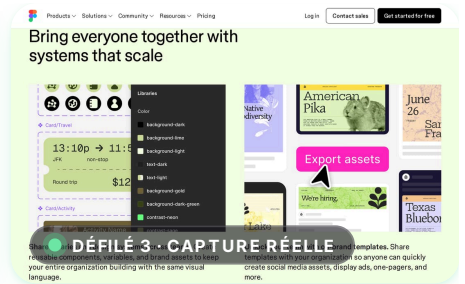 Products Solutions Community Resources Pricing
Log in Contact sales Get started for free
Bring everyone together with
systems that scale
Libraries
Color
background-dark
background-lime
background-light
text-dark
text-light
background-gold
background-dark-green
contrast-neon
Card/Travel
13:10p → 11:5
JFK non-stop
Round trip $12
Card/Activity
Native
Biodiversity
American
Pika
June
26
San
Fra
Export assets
We're hiring.
Texas
Bluebon
DÉFILÉ 3 · CAPTURE RÉELLE
reusable components, variables, and brand assets to keep
your entire organization building with the same visual
language.
brand templates. Share
templates with your organization so anyone can quickly
create social media assets, display ads, one-pagers, and
more.